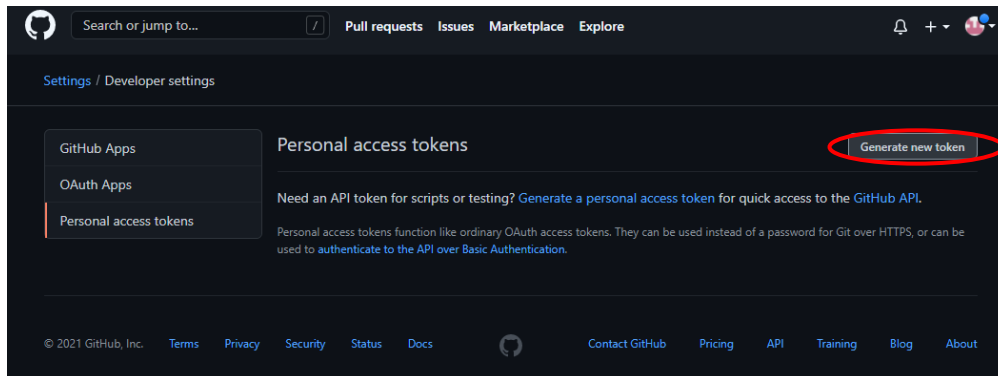 Search or jump to... / Pull requests Issues Marketplace Explore
Settings / Developer settings
GitHub Apps
OAuth Apps
Personal access tokens
Personal access tokens
Generate new token
Need an API token for scripts or testing? Generate a personal access token for quick access to the GitHub API.
Personal access tokens function like ordinary OAuth access tokens. They can be used instead of a password for Git over HTTPS, or can be
used to authenticate to the API over Basic Authentication.
© 2021 GitHub, Inc. Terms Privacy Security Status Docs Contact GitHub Pricing API Training Blog About